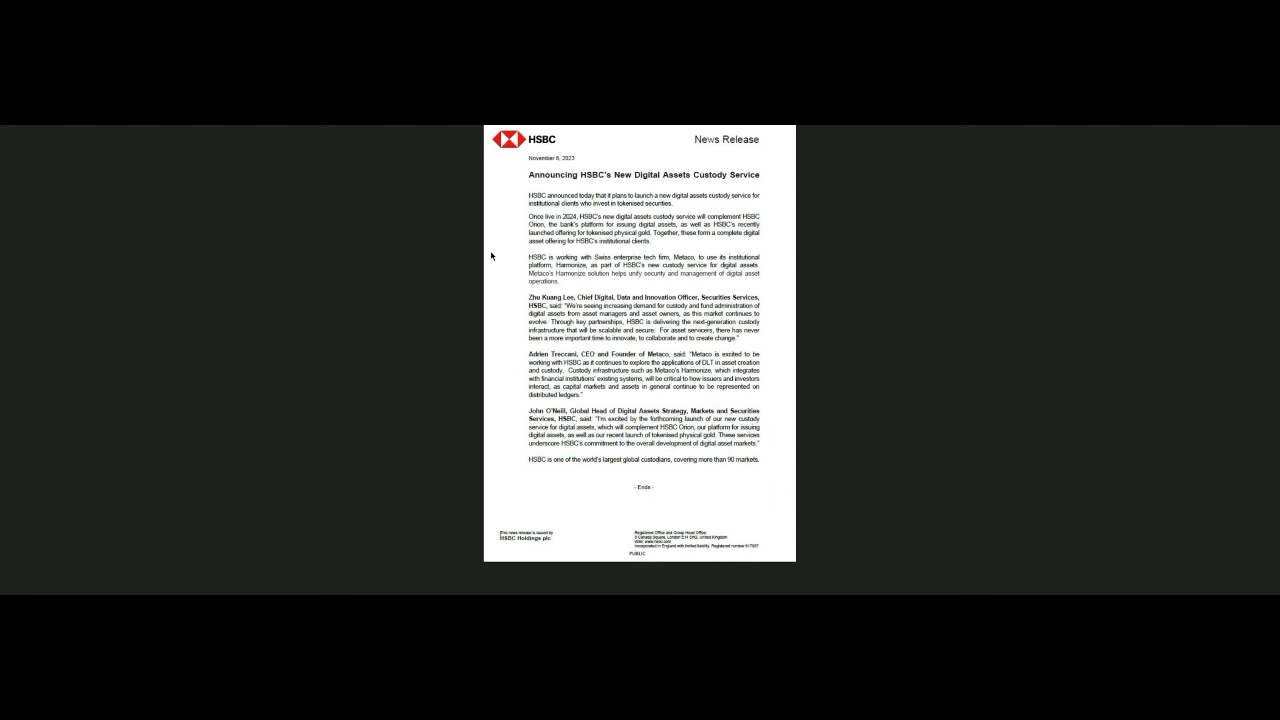 HSBC
News Release
November 8, 2023
Announcing HSBC's New Digital Assets Custody Service
HSBC announced today that it plans to launch a new digital assets custody service for
institutional clients who invest in tokenised securities.
Once live in 2024, HSBC's new digital assets custody service will complement HSBC
Orion, the bank's platform for issuing digital assets, as well as HSBC's recently
launched offering for tokenised physical gold. Together, these form a complete digital
asset offering for HSBC's institutional clients.
HSBC is working with Swiss enterprise tech firm, Metaco, to use its institutional
platform, Harmonize, as part of HSBC's new custody service for digital assets.
Metaco's Harmonize solution helps unify security and management of digital asset
operations.
Zhu Kuang Lee, Chief Digital, Data and Innovation Officer, Securities Services,
HSBC, said: "We're seeing increasing demand for custody and fund administration of
digital assets from asset managers and asset owners, as this market continues to
evolve. Through key partnerships, HSBC is delivering the next-generation custody
infrastructure that will be scalable and secure. For asset servicers, there has never
been a more important time to innovate, to collaborate and to create change."
Adrien Treccani, CEO and Founder of Metaco, said: "Metaco is excited to be
working with HSBC as it continues to explore the applications of DLT in asset creation
and custody. Custody infrastructure such as Metaco's Harmonize, which integrates
with financial institutions' existing systems, will be critical to how issuers and investors
interact, as capital markets and assets in general continue to be represented on
distributed ledgers."
John O'Neill, Global Head of Digital Assets Strategy, Markets and Securities
Services, HSBC, said: "I'm excited by the forthcoming launch of our new custody
service for digital assets, which will complement HSBC Orion, our platform for issuing
digital assets, as well as our recent launch of tokenised physical gold. These services
underscore HSBC's commitment to the overall development of digital asset markets."
HSBC is one of the world's largest global custodians, covering more than 90 markets.
- Ends -
This news release is issued by
HSBC Holdings plc
Registered Office and Group Head Office:
8 Canada Square, London E14 5HQ, United Kingdom
Web: www.hsbc.com
Incorporated in England with limited liability. Registered number 617987
PUBLIC